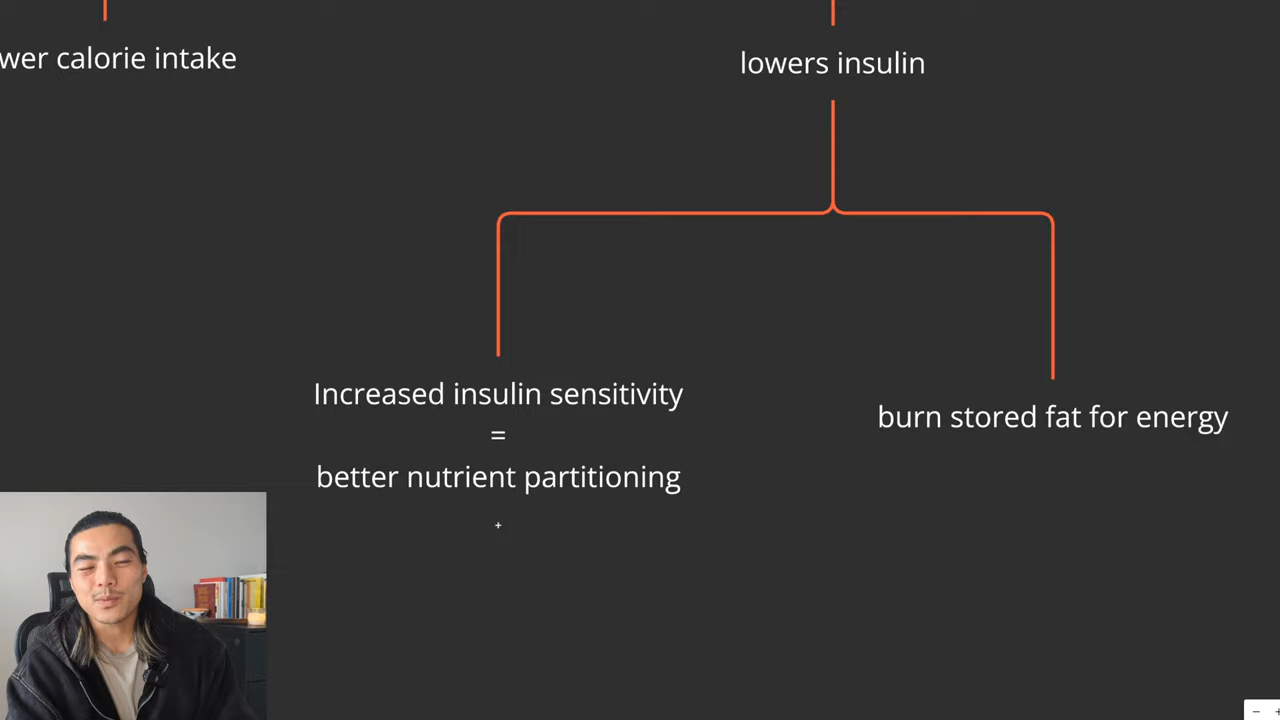 wer calorie intake
lowers insulin
Increased insulin sensitivity
=
better nutrient partitioning
+
burn stored fat for energy